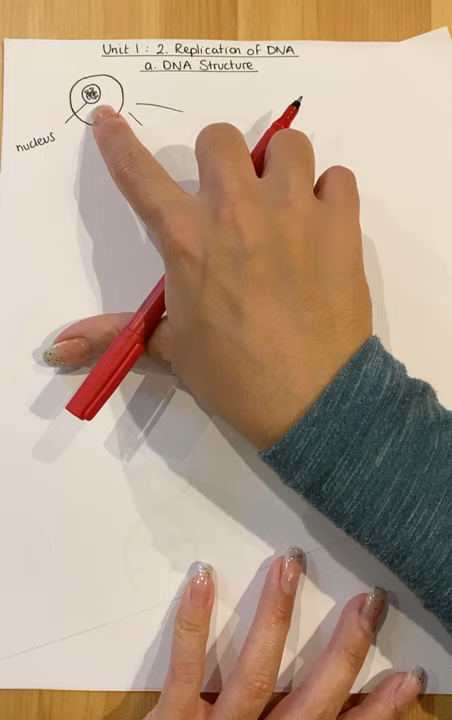 Unit 1 : 2. Replication of DNA
a. DNA Structure
nucleus